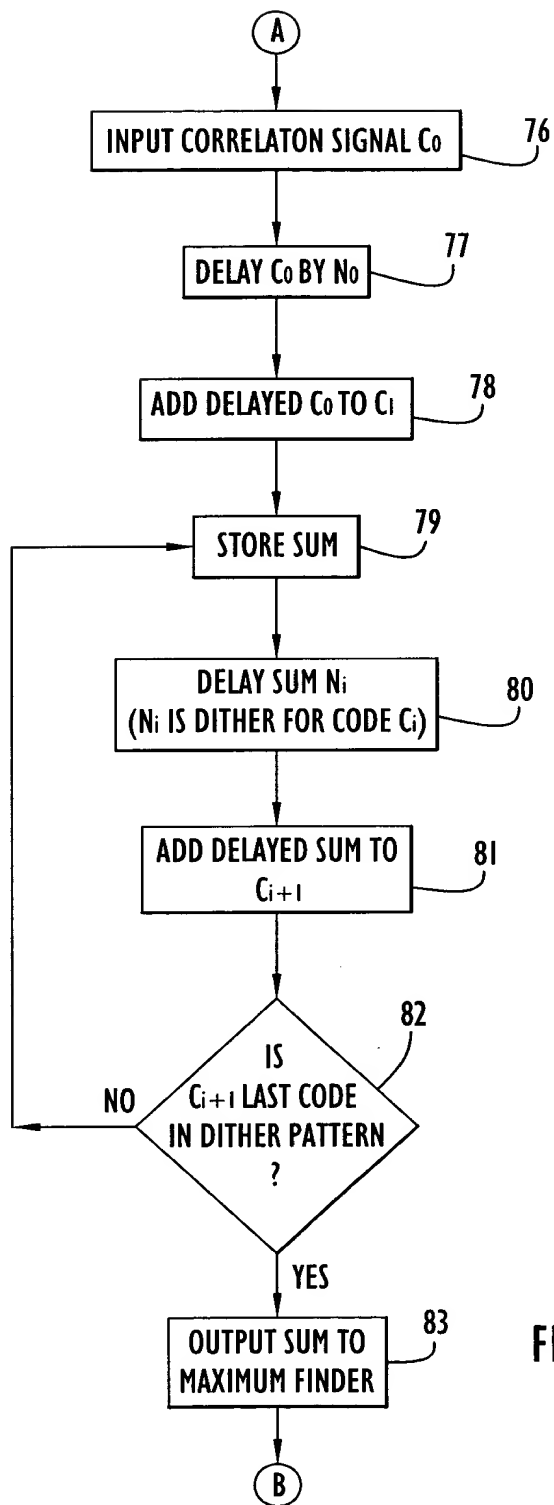 A
INPUT CORRELATON SIGNAL C0
76
DELAY C0 BY N0
77
ADD DELAYED C0 TO C1
78
STORE SUM
79
DELAY SUM Ni
(Ni IS DITHER FOR CODE Ci)
80
ADD DELAYED SUM TO
Ci+1
81
IS
Ci+1 LAST CODE
IN DITHER PATTERN
?
82
NO
YES
OUTPUT SUM TO
MAXIMUM FINDER
83
B